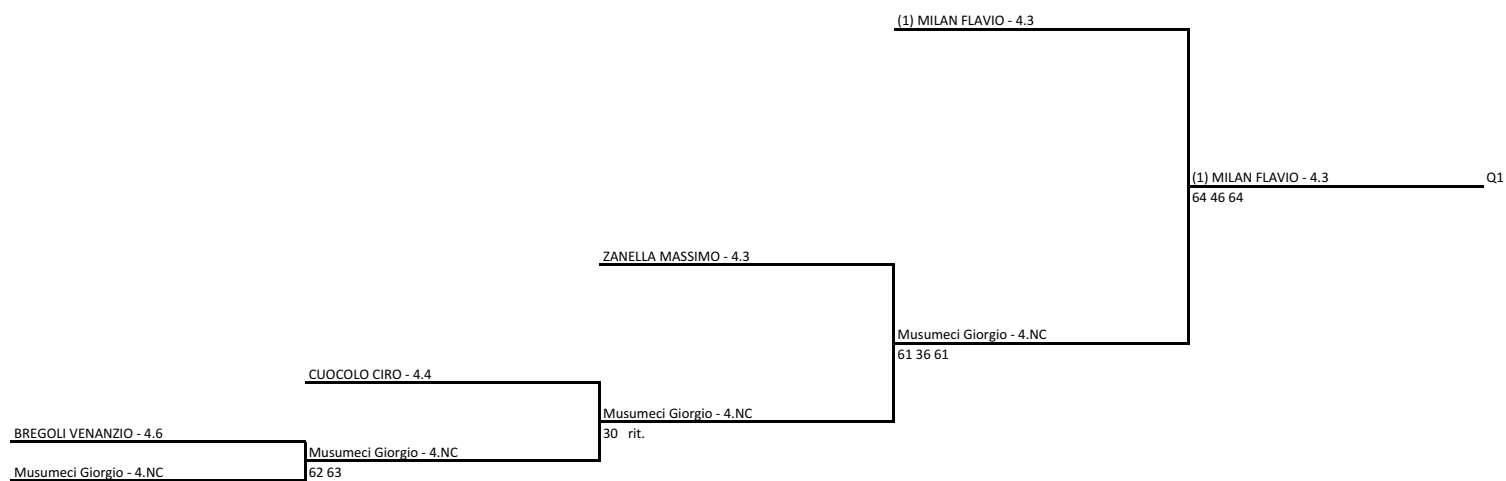 (1) MILAN FLAVIO - 4.3
(1) MILAN FLAVIO - 4.3 Q1
64 46 64
ZANELLA MASSIMO - 4.3
Musumeci Giorgio - 4.NC
61 36 61
CUOCOLO CIRO - 4.4
Musumeci Giorgio - 4.NC
30 rit.
BREGOLI VENANZIO - 4.6
Musumeci Giorgio - 4.NC
Musumeci Giorgio - 4.NC
62 63